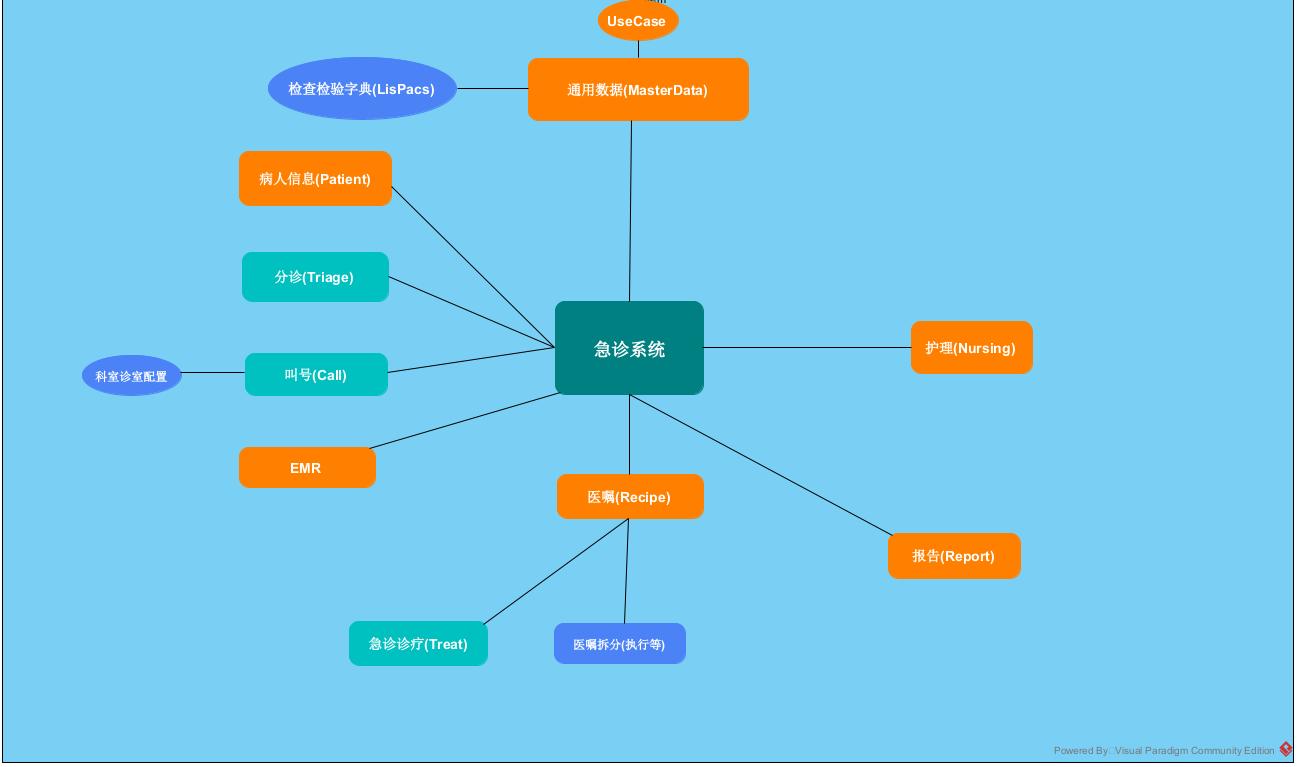 UseCase
检查检验字典(LisPacs)
通用数据(MasterData)
病人信息(Patient)
分诊(Triage)
急诊系统
护理(Nursing)
科室诊室配置
叫号(Call)
EMR
医嘱(Recipe)
报告(Report)
急诊诊疗(Treat)
医嘱拆分(执行等)
Powered By Visual Paradigm Community Edition